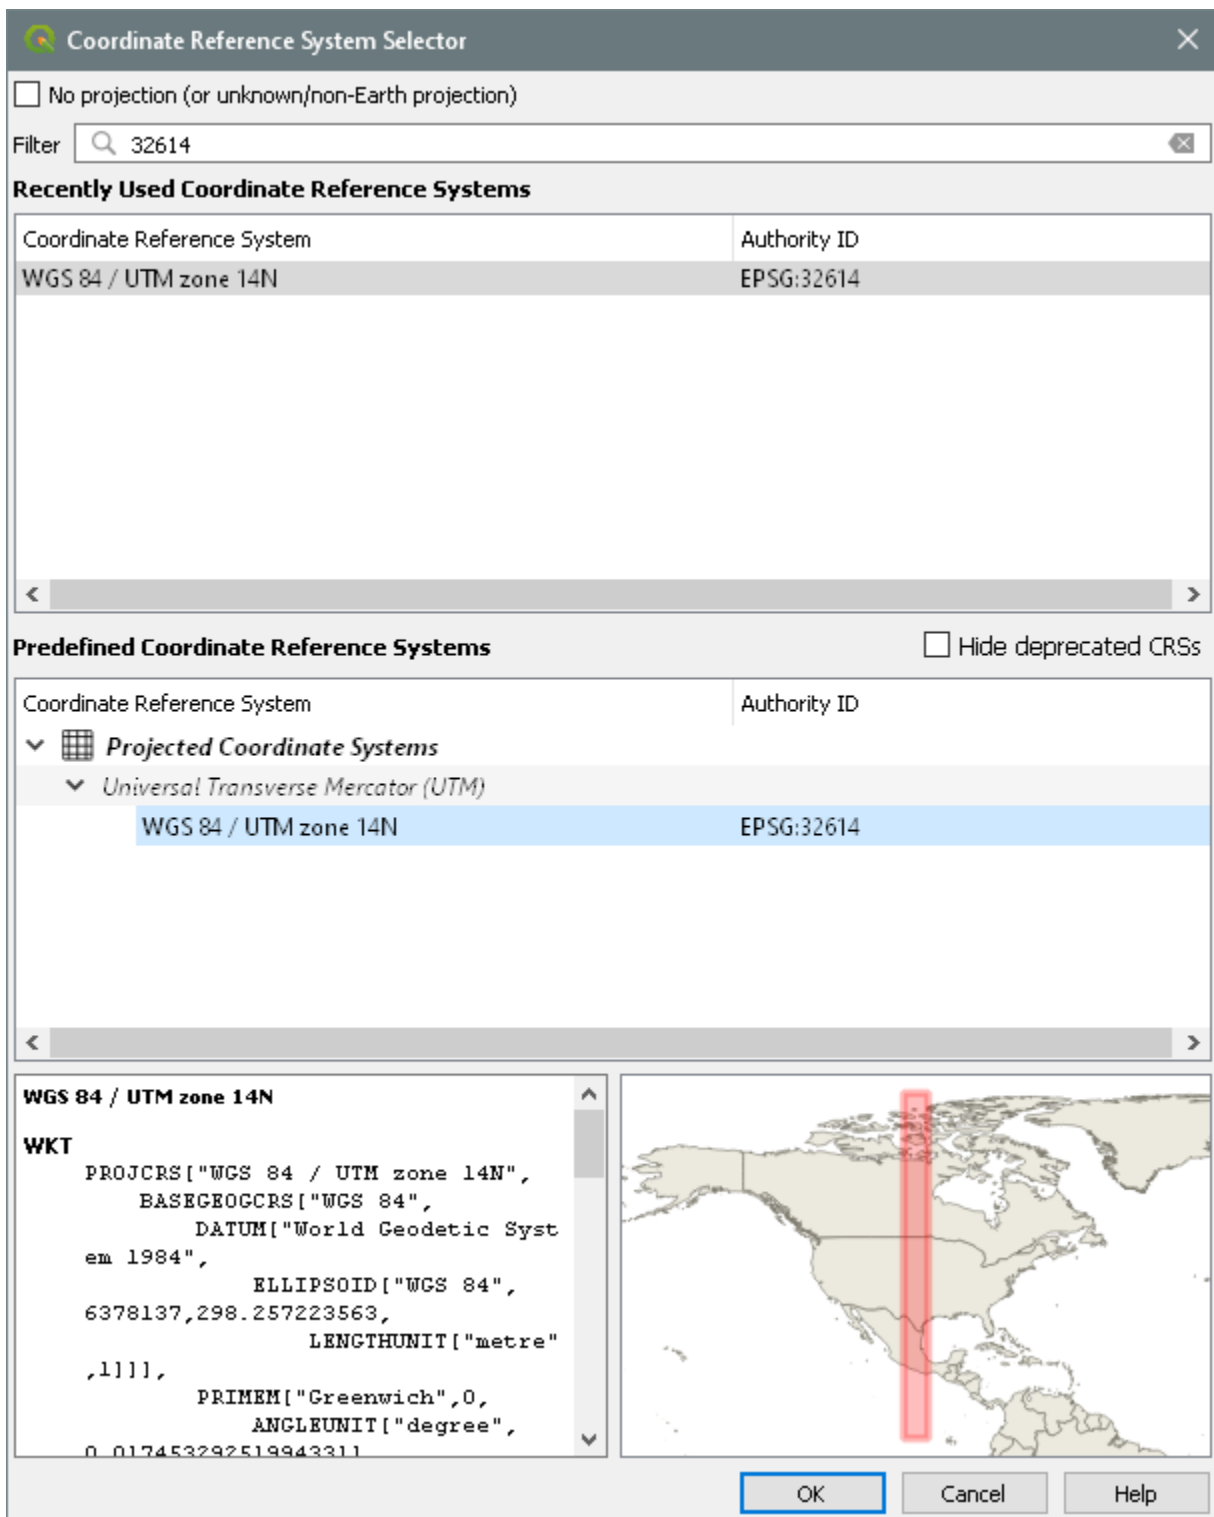 Coordinate Reference System Selector
No projection (or unknown/non-Earth projection)
Filter 32614
Recently Used Coordinate Reference Systems
Coordinate Reference System Authority ID
WGS 84 / UTM zone 14N EPSG:32614
Predefined Coordinate Reference Systems Hide deprecated CRSs
Coordinate Reference System Authority ID
Projected Coordinate Systems
Universal Transverse Mercator (UTM)
WGS 84 / UTM zone 14N EPSG:32614
WGS 84 / UTM zone 14N
WKT
PROJCRS["WGS 84 / UTM zone 14N",
BASEGEOGCRS["WGS 84",
DATUM["World Geodetic Syst
em 1984",
ELLIPSOID["WGS 84",
6378137,298.257223563,
LENGTHUNIT["metre"
,1]]],
PRIMEM["Greenwich",0,
ANGLEUNIT["degree",
0.0174532925199433]]
OK Cancel Help